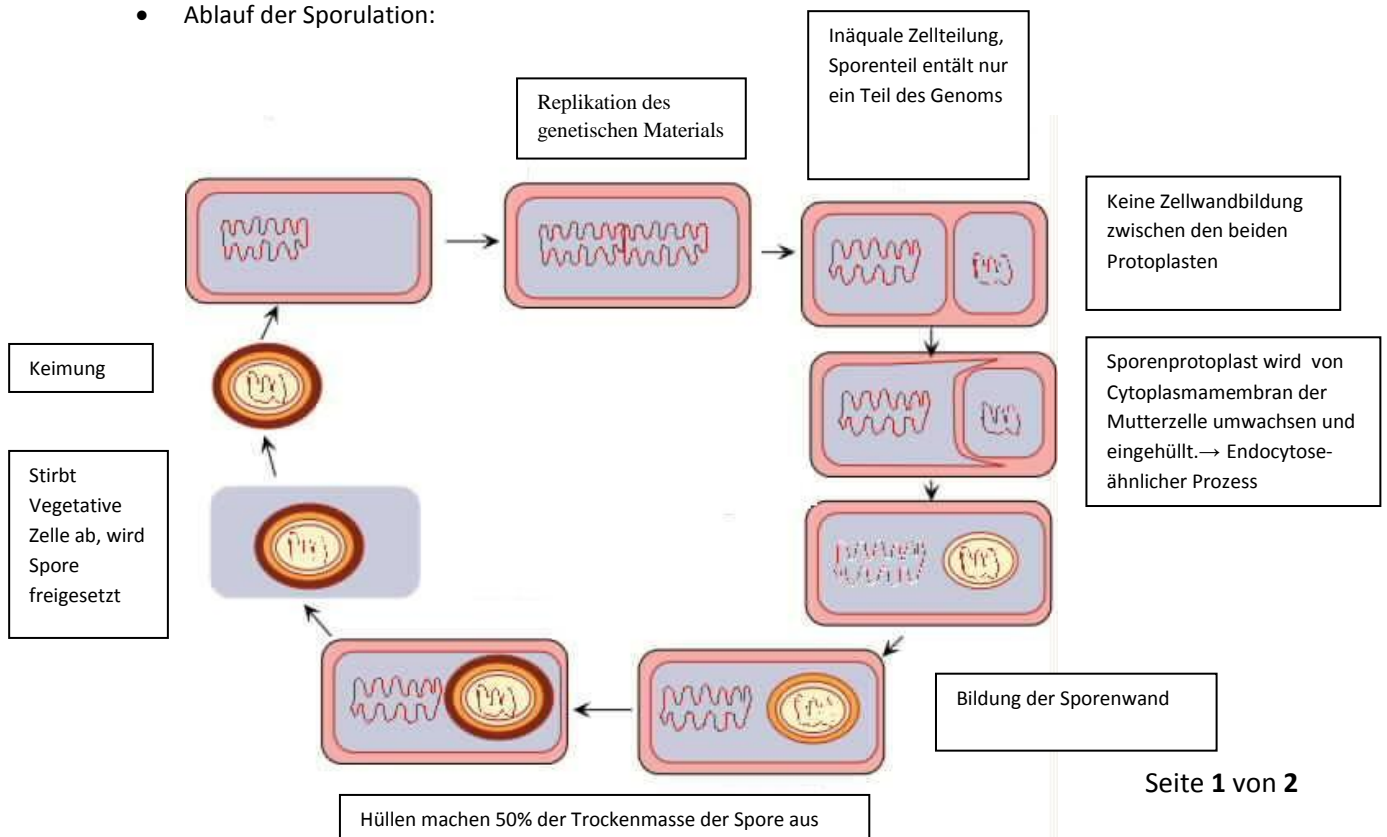 • Ablauf der Sporulation:
Inäquale Zellteilung,
Sporenteil entält nur
ein Teil des Genoms
Replikation des
genetischen Materials
Keine Zellwandbildung
zwischen den beiden
Protoplasten
Sporenprotoplast wird von
Cytoplasmamembran der
Mutterzelle umwachsen und
eingehüllt.→ Endocytose-
ähnlicher Prozess
Keimung
Stirbt
Vegetative
Zelle ab, wird
Spore
freigesetzt
Bildung der Sporenwand
Hüllen machen 50% der Trockenmasse der Spore aus
Seite 1 von 2